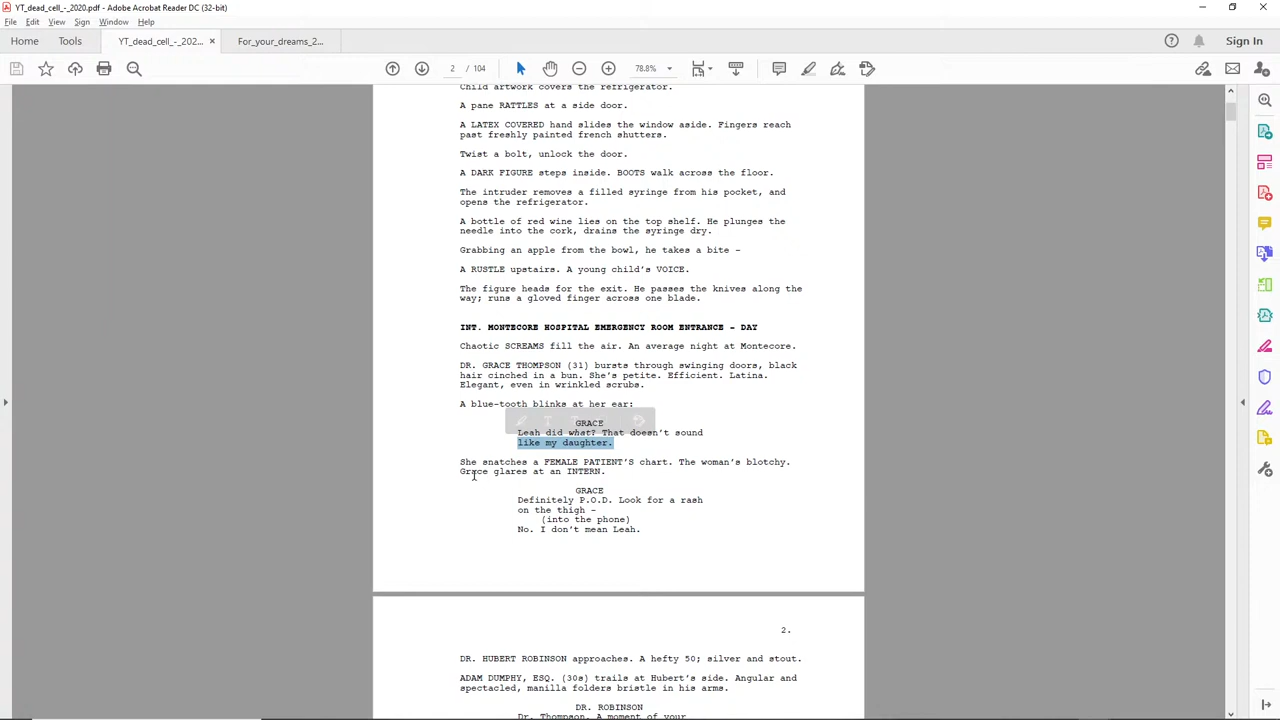 YT_dead_cell_-_2020.pdf - Adobe Acrobat Reader DC (32-bit)
File Edit View Sign Window Help
Home Tools YT_dead_cell_-_202... × For_your_dreams_2... Sign In
2 / 104 78.8%
Child artwork covers the refrigerator.
A pane RATTLES at a side door.
A LATEX COVERED hand slides the window aside. Fingers reach
past freshly painted french shutters.
Twist a bolt, unlock the door.
A DARK FIGURE steps inside. BOOTS walk across the floor.
The intruder removes a filled syringe from his pocket, and
opens the refrigerator.
A bottle of red wine lies on the top shelf. He plunges the
needle into the cork, drains the syringe dry.
Grabbing an apple from the bowl, he takes a bite -
A RUSTLE upstairs. A young child's VOICE.
The figure heads for the exit. He passes the knives along the
way; runs a gloved finger across one blade.
INT. MONTECORE HOSPITAL EMERGENCY ROOM ENTRANCE - DAY
Chaotic SCREAMS fill the air. An average night at Montecore.
DR. GRACE THOMPSON (31) bursts through swinging doors, black
hair cinched in a bun. She's petite. Efficient. Latina.
Elegant, even in wrinkled scrubs.
A blue-tooth blinks at her ear:
GRACE
Leah did what? That doesn't sound
like my daughter.
She snatches a FEMALE PATIENT'S chart. The woman's blotchy.
Grace glares at an INTERN.
GRACE
Definitely P.O.D. Look for a rash
on the thigh -
(into the phone)
No. I don't mean Leah.
2.
DR. HUBERT ROBINSON approaches. A hefty 50; silver and stout.
ADAM DUMPHY, ESQ. (30s) trails at Hubert's side. Angular and
spectacled, manilla folders bristle in his arms.
DR. ROBINSON
Dr. Thompson. A moment of your